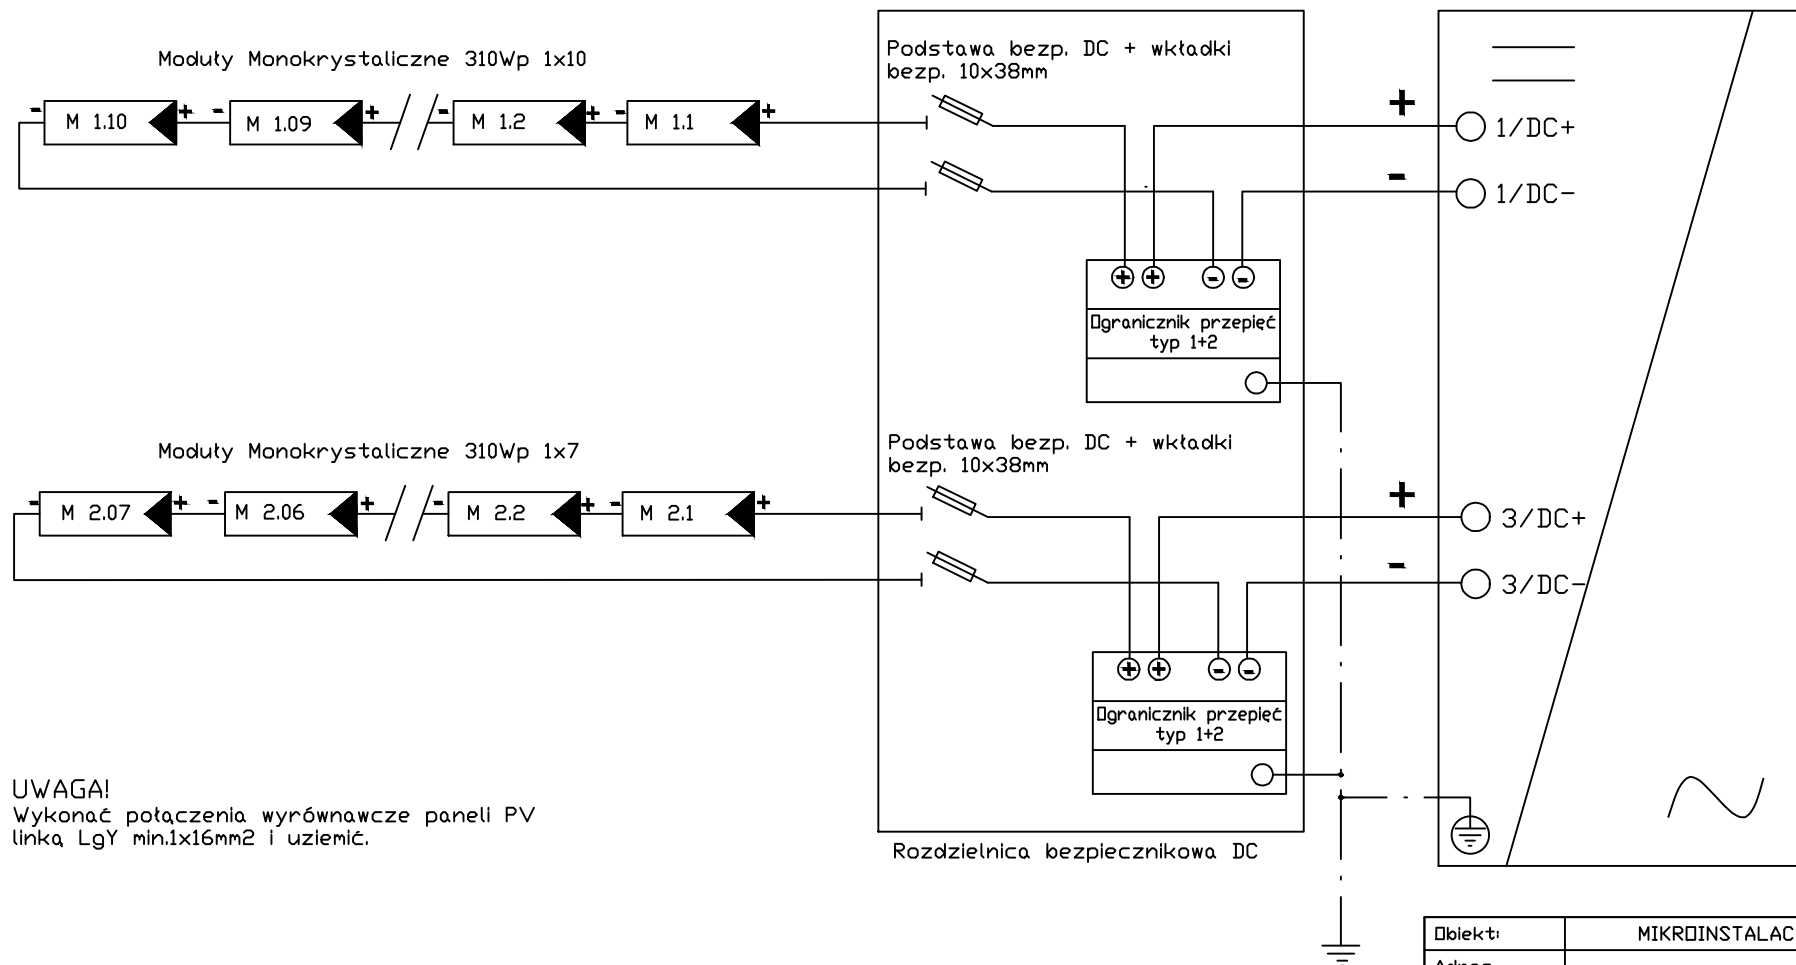 Moduły Monokrystaliczne 310Wp 1x10
- M 1.10 + - M 1.09 + - M 1.2 + - M 1.1 +
Podstawa bezp. DC + wkładki
bezp. 10x38mm
+
1/DC+
-
1/DC-
+ + - -
Ogranicznik przepięć
typ 1+2
Moduły Monokrystaliczne 310Wp 1x7
- M 2.07 + - M 2.06 + - M 2.2 + - M 2.1 +
Podstawa bezp. DC + wkładki
bezp. 10x38mm
+
3/DC+
-
3/DC-
+ + - -
Ogranicznik przepięć
typ 1+2
UWAGA!
Wykonać połączenia wyrównawcze paneli PV
linką LgY min.1x16mm2 i uziemić.
Rozdzielnica bezpiecznikowa DC
Obiekt: MIKROINSTALAC